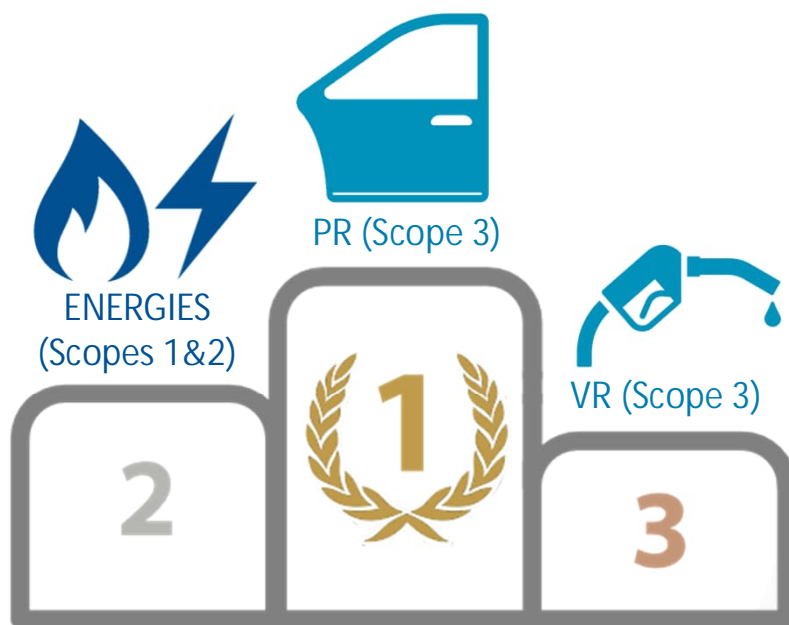 PR (Scope 3)
ENERGIES
(Scopes 1&2)
VR (Scope 3)
1
2
3